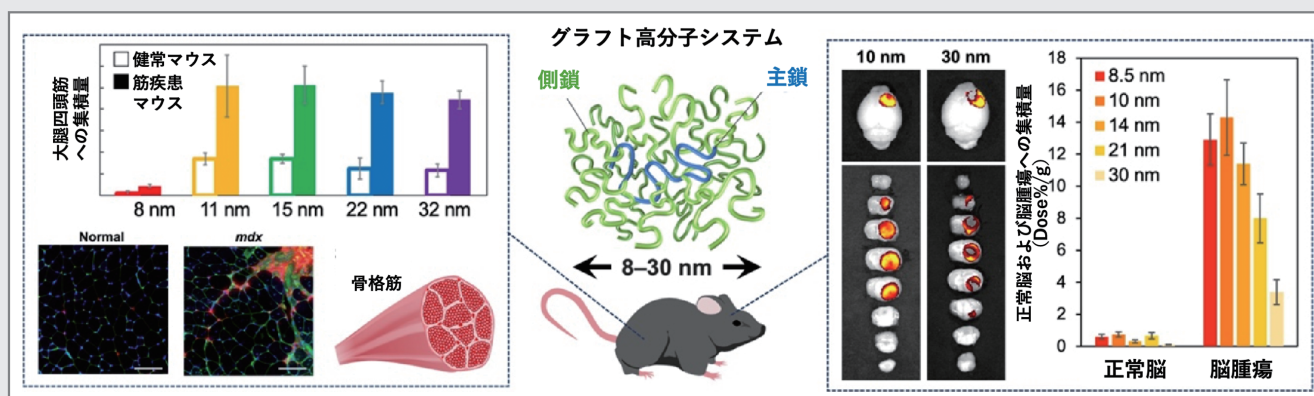 健常マウス
筋疾患
マウス
大腿四頭筋
への集積量
8 nm
11 nm
15 nm
22 nm
32 nm
Normal
mdx
骨格筋
グラフト高分子システム
側鎖
主鎖
8–30 nm
10 nm
30 nm
正常脳および脳腫瘍への集積量
(Dose%/g)
18
16
14
12
10
8
6
4
2
0
8.5 nm
10 nm
14 nm
21 nm
30 nm
正常脳
脳腫瘍